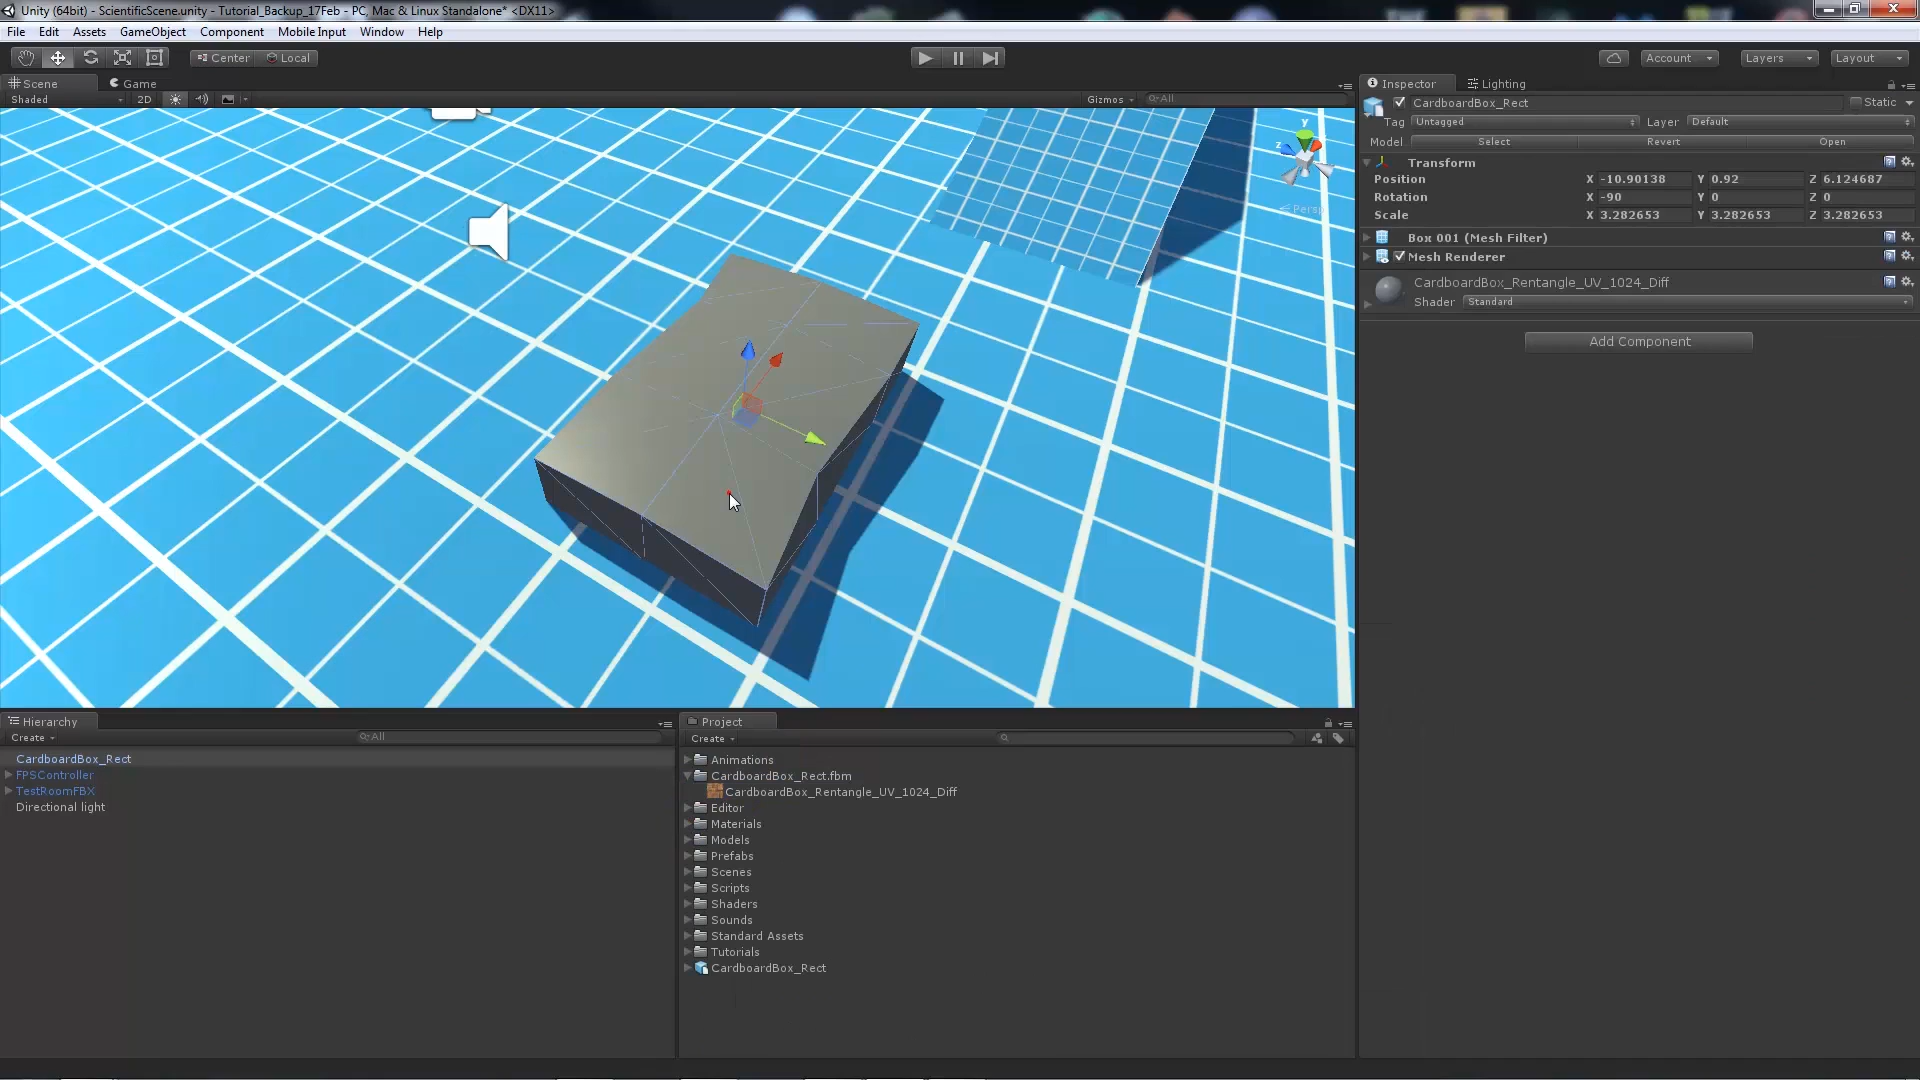 Unity (64bit) - ScientificScene.unity - Tutorial_Backup_17Feb - PC, Mac & Linux Standalone* <DX11>
File Edit Assets GameObject Component Mobile Input Window Help
Center Local Account Layers Layout
Scene Game
Shaded 2D Gizmos All
y
z
Persp
Inspector Lighting
CardboardBox_Rect Static
Tag Untagged Layer Default
Model Select Revert Open
Transform
Position X -10.90138 Y 0.92 Z 6.124687
Rotation X -90 Y 0 Z 0
Scale X 3.282653 Y 3.282653 Z 3.282653
Box 001 (Mesh Filter)
Mesh Renderer
CardboardBox_Rentangle_UV_1024_Diff
Shader Standard
Add Component
Hierarchy
Create All
CardboardBox_Rect
FPSController
TestRoomFBX
Directional light
Project
Create
Animations
CardboardBox_Rect.fbm
CardboardBox_Rentangle_UV_1024_Diff
Editor
Materials
Models
Prefabs
Scenes
Scripts
Shaders
Sounds
Standard Assets
Tutorials
CardboardBox_Rect